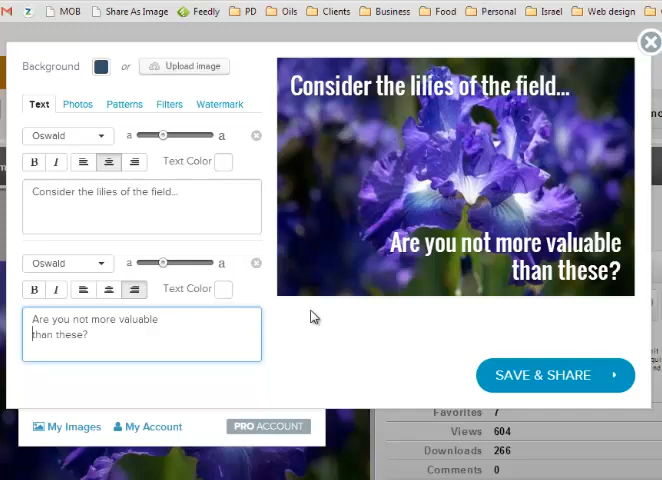 MOB Share As Image Feedly PD Oils Clients Business Food Personal Israel Web design
Background or Upload image
Text Photos Patterns Filters Watermark
Oswald a a
B I Text Color
Consider the lilies of the field...
Oswald a a
B I Text Color
Are you not more valuable
than these?
Consider the lilies of the field...
Are you not more valuable
than these?
SAVE & SHARE
My Images My Account PRO ACCOUNT
Favorites 7
Views 604
Downloads 266
Comments 0